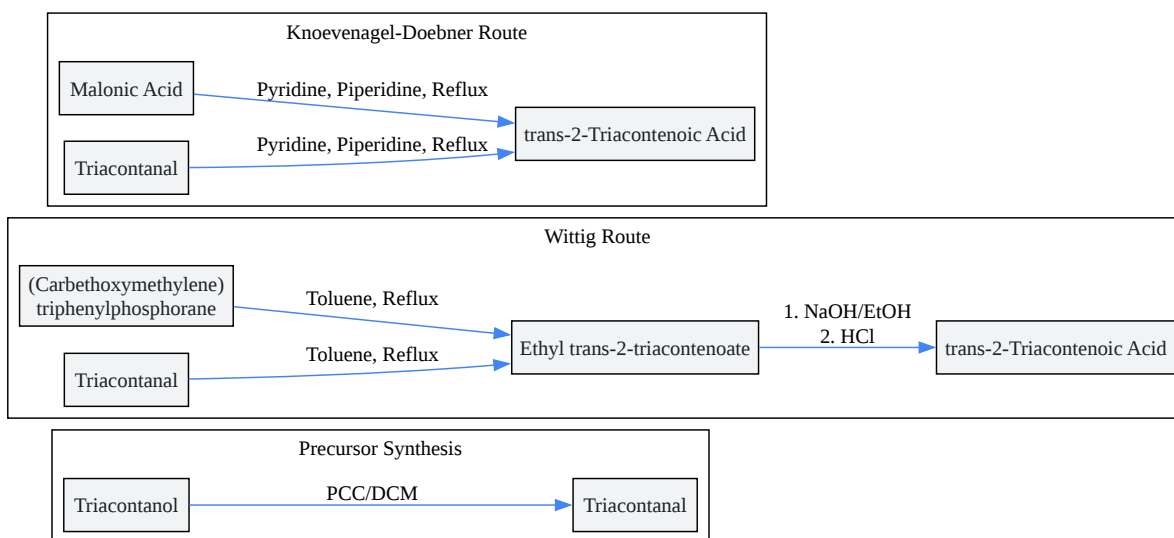 Knoevenagel-Doebner Route
Malonic Acid
Pyridine, Piperidine, Reflux
trans-2-Triacontenoic Acid
Pyridine, Piperidine, Reflux
Triacontanal
Wittig Route
(Carbethoxymethylene)
triphenylphosphorane
Toluene, Reflux
1. NaOH/EtOH
2. HCl
Ethyl trans-2-triacontenoate
trans-2-Triacontenoic Acid
Toluene, Reflux
Triacontanal
Precursor Synthesis
Triacontanol
PCC/DCM
Triacontanal